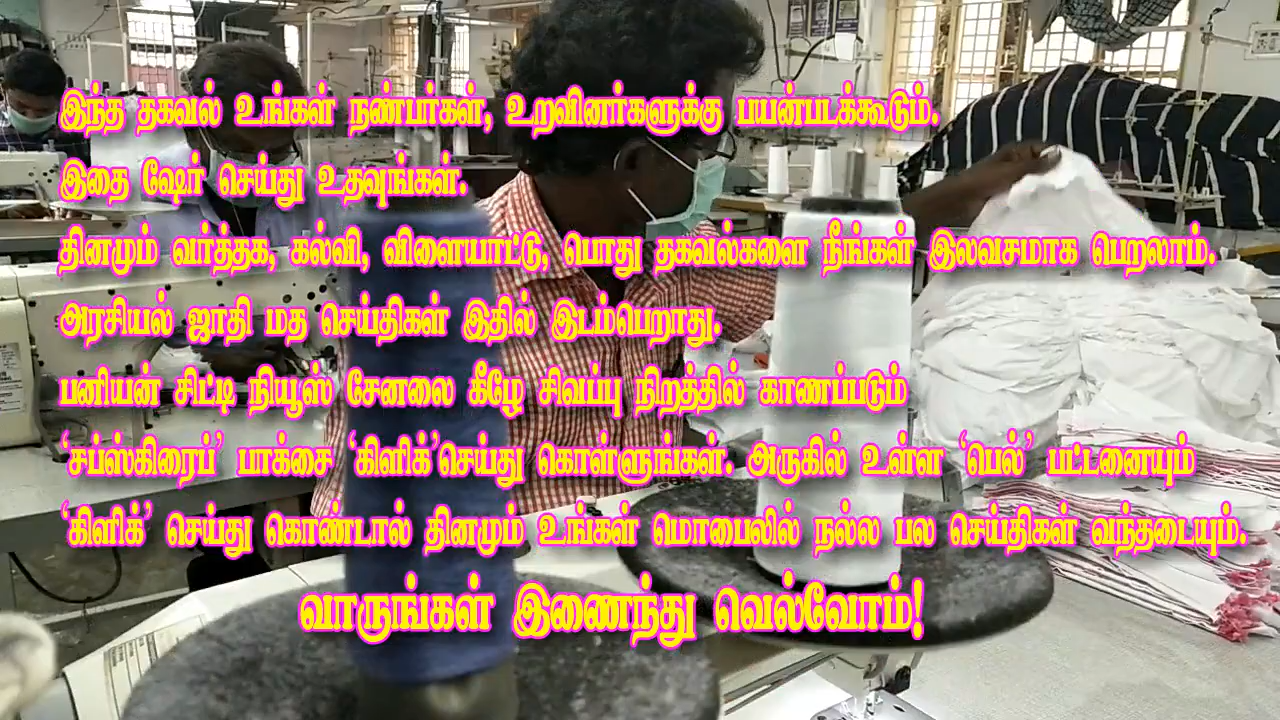 இந்த தகவல் உங்கள் நண்பர்கள், உறவினர்களுக்கு பயன்படக்கூடும்.
இதை ஷேர் செய்து உதவுங்கள்.
தினமும் வர்த்தக, கல்வி, விளையாட்டு, பொது தகவல்களை நீங்கள் இலவசமாக பெறலாம்.
அரசியல் ஜாதி மத செய்திகள் இதில் இடம்பெறாது.
பனியன் சிட்டி நியூஸ் சேனலை கீழே சிவப்பு நிறத்தில் காணப்படும்
‘சப்ஸ்கிரைப்’ பாக்சை ‘கிளிக்’செய்து கொள்ளுங்கள். அருகில் உள்ள ‘பெல்’ பட்டனையும்
‘கிளிக்’ செய்து கொண்டால் தினமும் உங்கள் மொபைலில் நல்ல பல செய்திகள் வந்தடையும்.
வாருங்கள் இணைந்து வெல்வோம்!